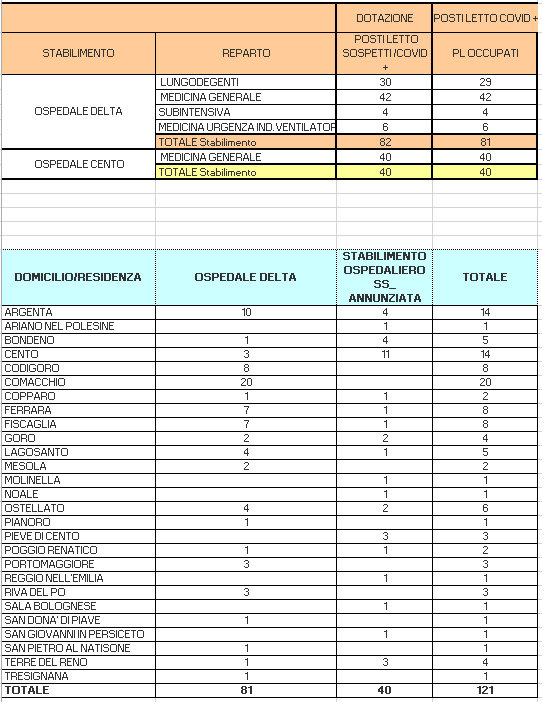 DOTAZIONE POSTI LETTO COVID +
STABILIMENTO REPARTO POSTI LETTO SOSPETTI /COVID + PL OCCUPATI
OSPEDALE DELTA LUNGODEGENTI 30 29
MEDICINA GENERALE 42 42
SUBINTENSIVA 4 4
MEDICINA URGENZA IND. VENTILATOR 6 6
TOTALE Stabilimento 82 81
OSPEDALE CENTO MEDICINA GENERALE 40 40
TOTALE Stabilimento 40 40
DOMICILIO/RESIDENZA OSPEDALE DELTA STABILIMENTO OSPEDALIERO SS_ ANNUNZIATA TOTALE
ARGENTA 10 4 14
ARIANO NEL POLESINE 1 1
BONDENO 1 4 5
CENTO 3 11 14
CODIGORO 8 8
COMACCHIO 20 20
COPPARO 1 1 2
FERRARA 7 1 8
FISCAGLIA 7 1 8
GORO 2 2 4
LAGOSANTO 4 1 5
MESOLA 2 2
MOLINELLA 1 1
NOALE 1 1
OSTELLATO 4 2 6
PIANORO 1 1
PIEVE DI CENTO 3 3
POGGIO RENATICO 1 1 2
PORTOMAGGIORE 3 3
REGGIO NELL'EMILIA 1 1
RIVA DEL PO 3 3
SALA BOLOGNESE 1 1
SAN DONA' DI PIAVE 1 1
SAN GIOVANNI IN PERSICETO 1 1
SAN PIETRO AL NATISONE 1 1
TERRE DEL RENO 1 3 4
TRESIGNANA 1 1
TOTALE 81 40 121